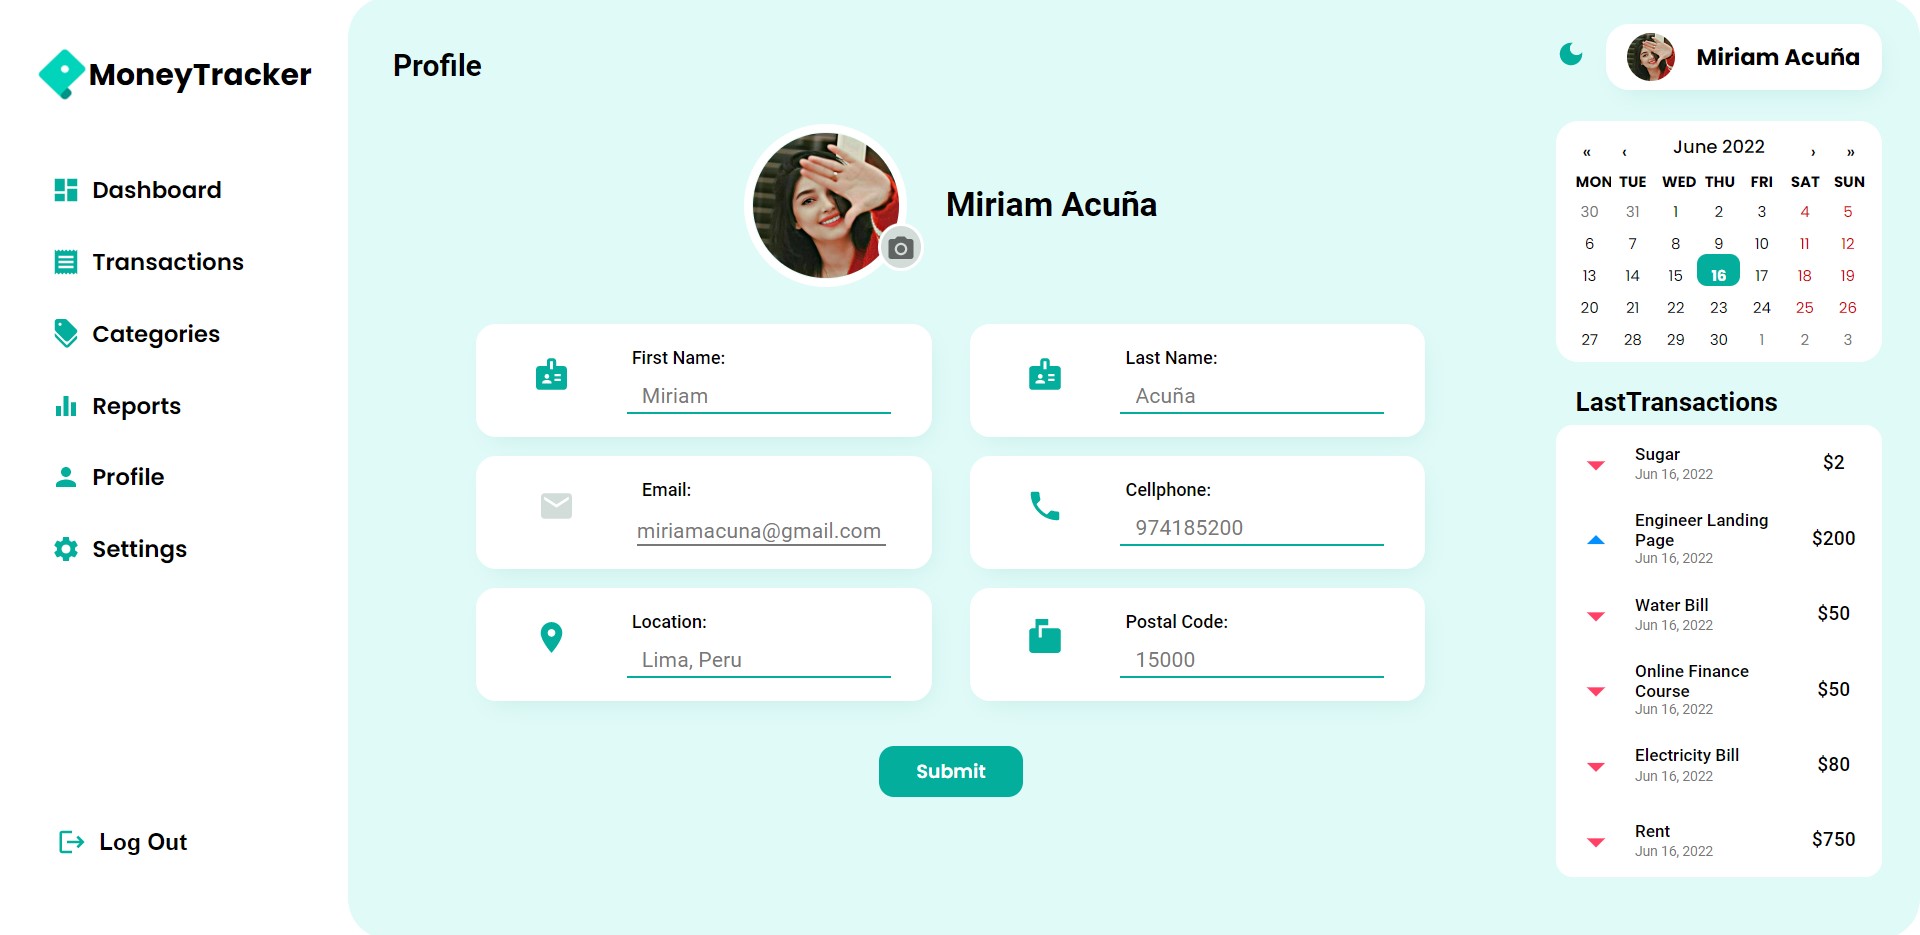 MoneyTracker
Dashboard
Transactions
Categories
Reports
Profile
Settings
Log Out
Profile
Miriam Acuña
First Name:
Miriam
Last Name:
Acuña
Email:
miriamacuna@gmail.com
Cellphone:
974185200
Location:
Lima, Peru
Postal Code:
15000
Submit
Miriam Acuña
« ‹ June 2022 › »
MON TUE WED THU FRI SAT SUN
30 31 1 2 3 4 5
6 7 8 9 10 11 12
13 14 15 16 17 18 19
20 21 22 23 24 25 26
27 28 29 30 1 2 3
LastTransactions
Sugar
Jun 16, 2022
$2
Engineer Landing
Page
Jun 16, 2022
$200
Water Bill
Jun 16, 2022
$50
Online Finance
Course
Jun 16, 2022
$50
Electricity Bill
Jun 16, 2022
$80
Rent
Jun 16, 2022
$750